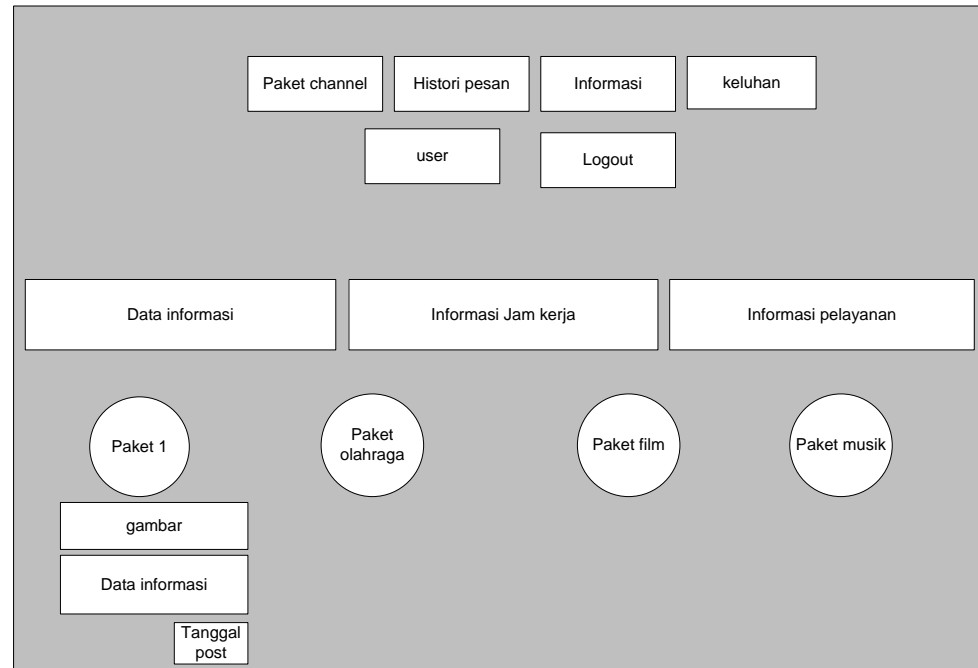 Paket channel
Histori pesan
Informasi
keluhan
user
Logout
Data informasi
Informasi Jam kerja
Informasi pelayanan
Paket 1
Paket
olahraga
Paket film
Paket musik
gambar
Data informasi
Tanggal
post